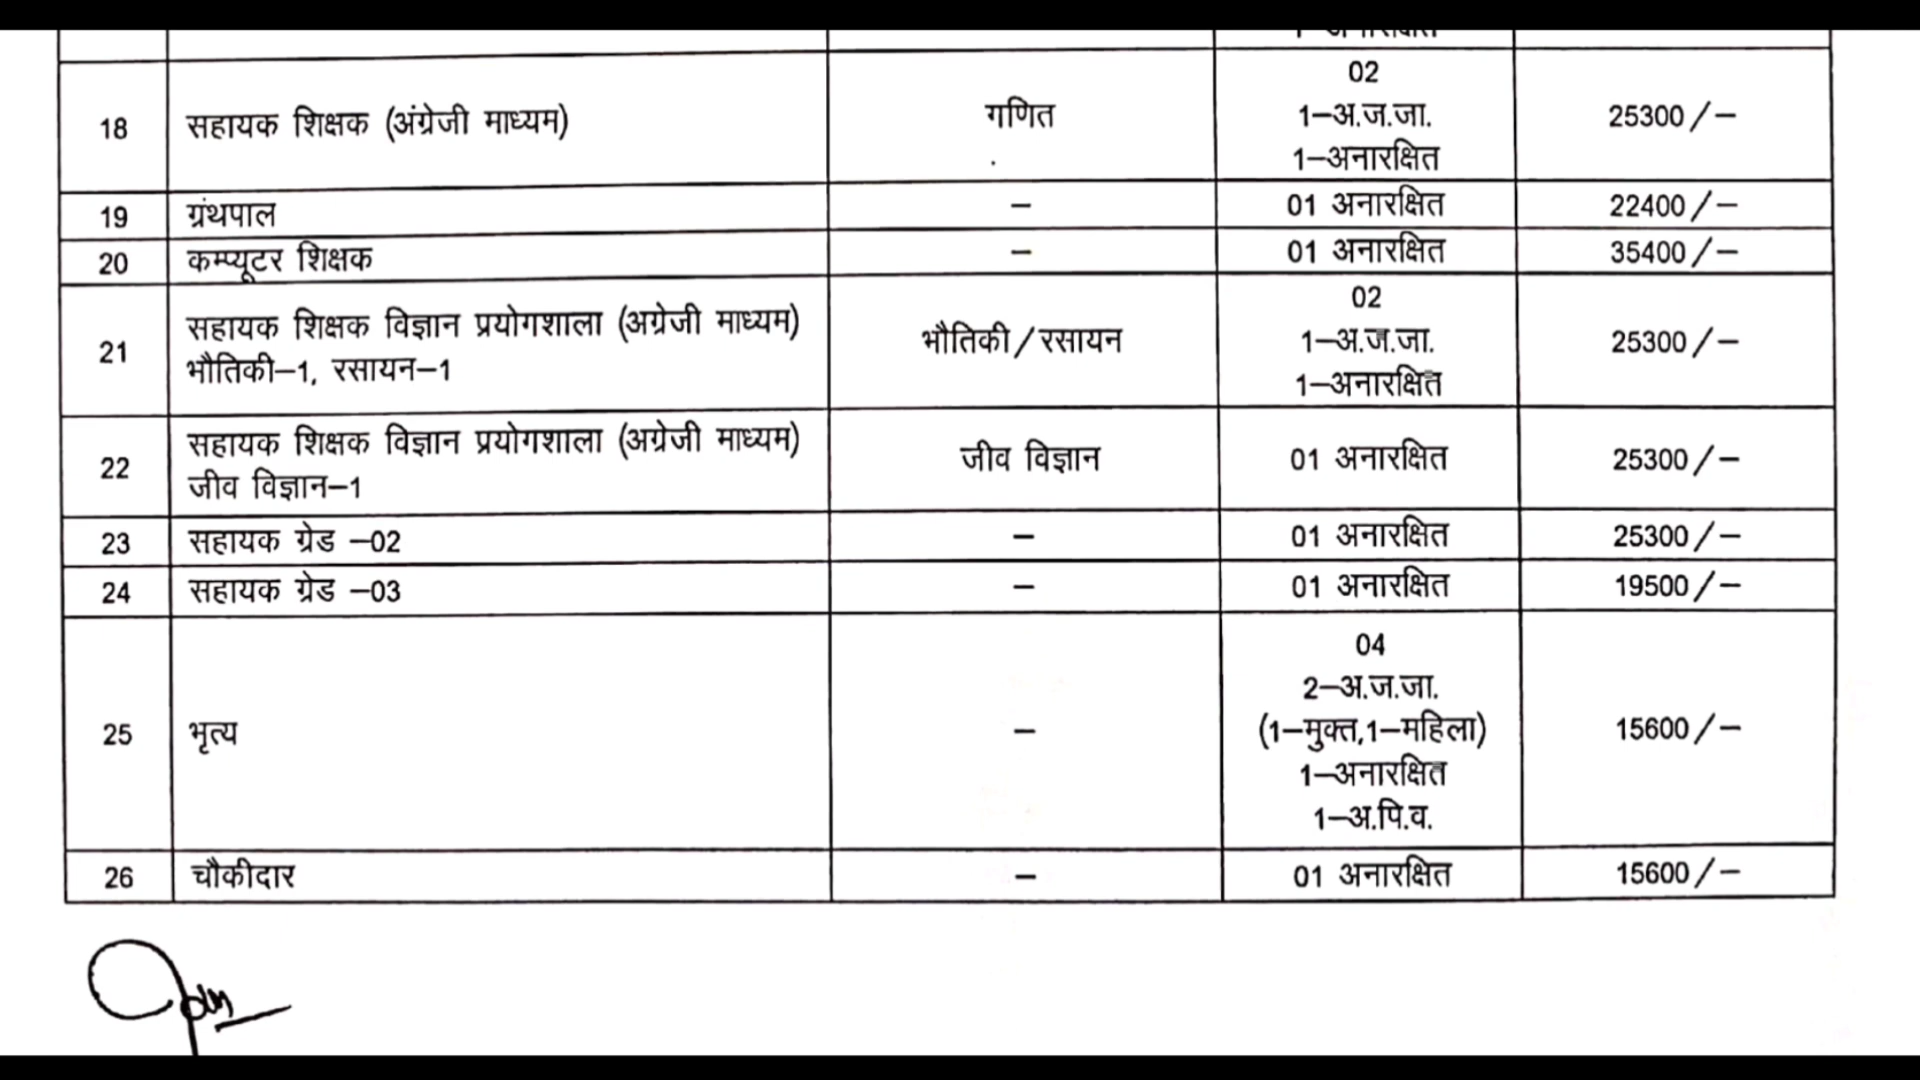 18 सहायक शिक्षक (अंग्रेजी माध्यम) गणित 02
1–अ.ज.जा.
1–अनारक्षित 25300/–
19 ग्रंथपाल – 01 अनारक्षित 22400/–
20 कम्प्यूटर शिक्षक – 01 अनारक्षित 35400/–
21 सहायक शिक्षक विज्ञान प्रयोगशाला (अग्रेजी माध्यम)
भौतिकी–1, रसायन–1 भौतिकी/रसायन 02
1–अ.ज.जा.
1–अनारक्षित 25300/–
22 सहायक शिक्षक विज्ञान प्रयोगशाला (अग्रेजी माध्यम)
जीव विज्ञान–1 जीव विज्ञान 01 अनारक्षित 25300/–
23 सहायक ग्रेड –02 – 01 अनारक्षित 25300/–
24 सहायक ग्रेड –03 – 01 अनारक्षित 19500/–
25 भृत्य – 04
2–अ.ज.जा.
(1–मुक्त,1–महिला)
1–अनारक्षित
1–अ.पि.व. 15600/–
26 चौकीदार – 01 अनारक्षित 15600/–